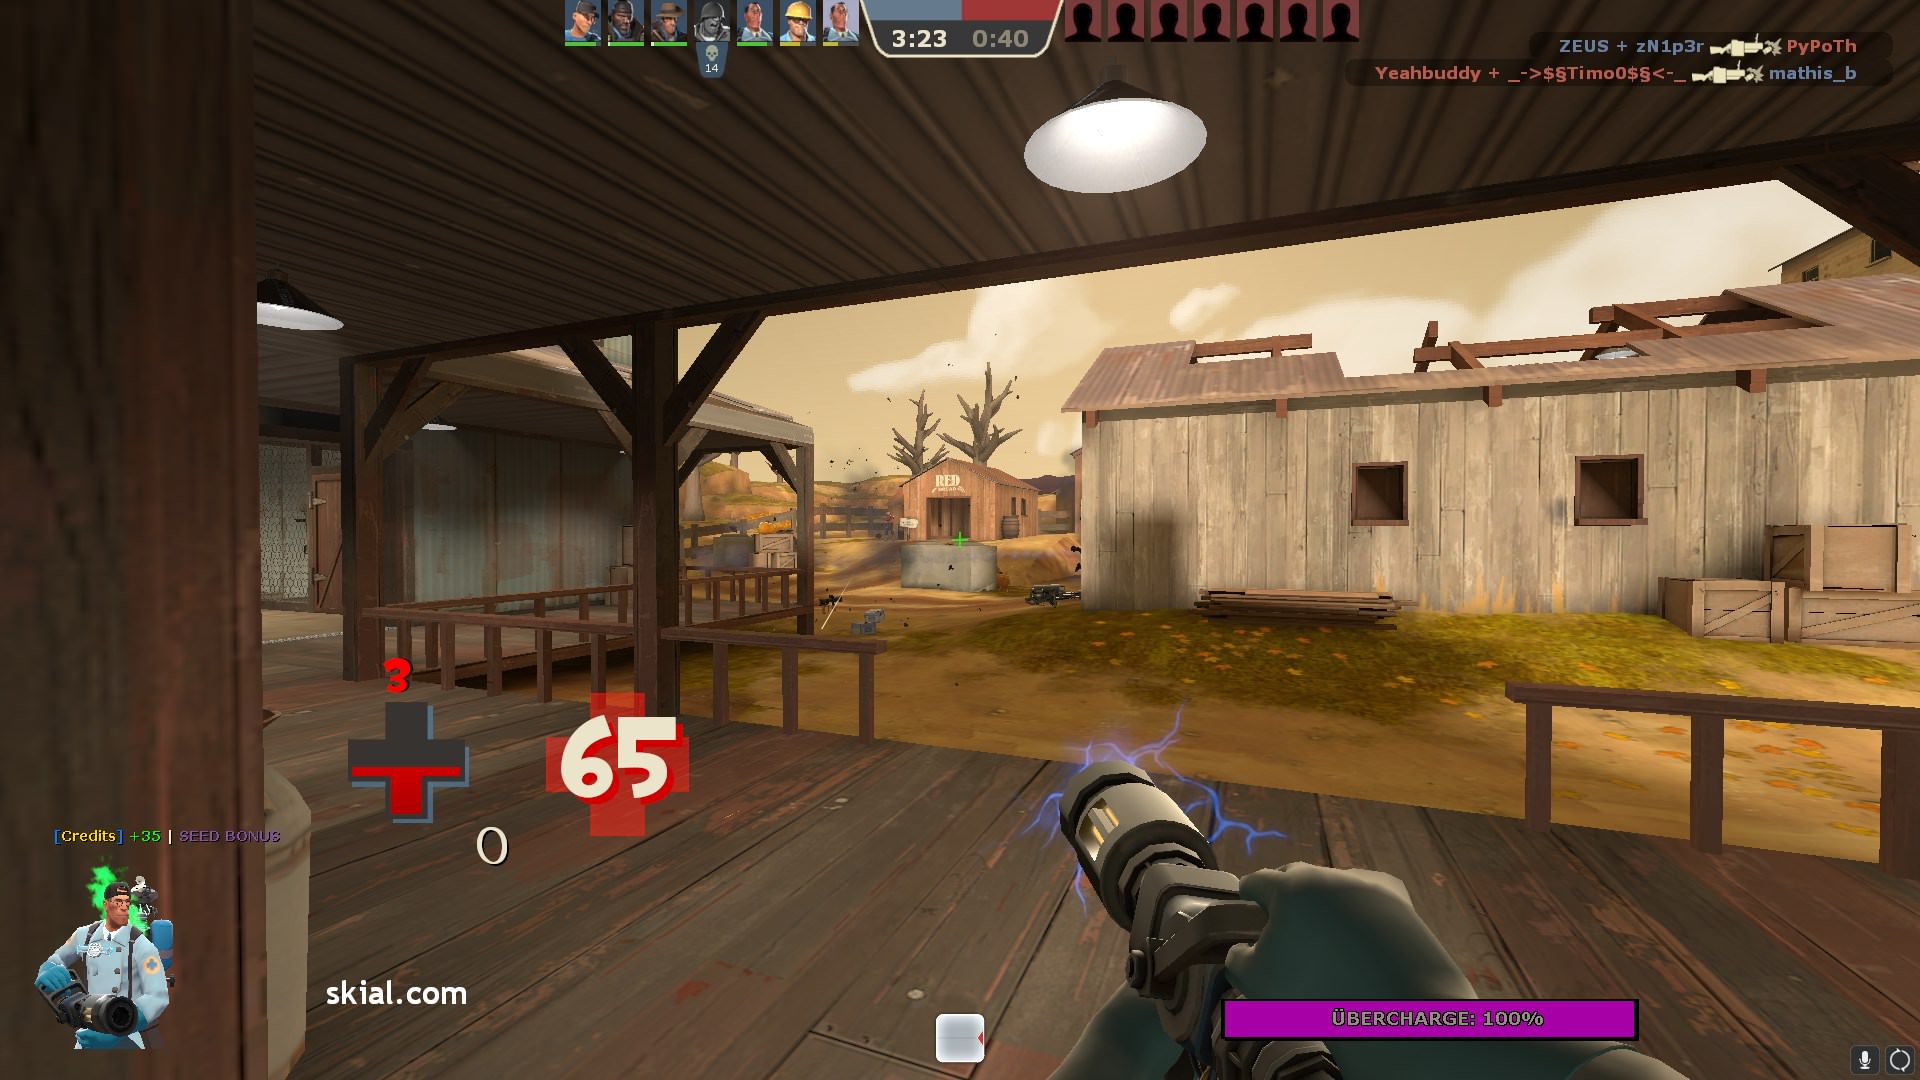 3:23 0:40
14
ZEUS + zN1p3r PyPoTh
Yeahbuddy + _->$§Timo0$§<-_ mathis_b
RED
3
65
0
[Credits] +35 | SEED BONUS
skial.com
ÜBERCHARGE: 100%